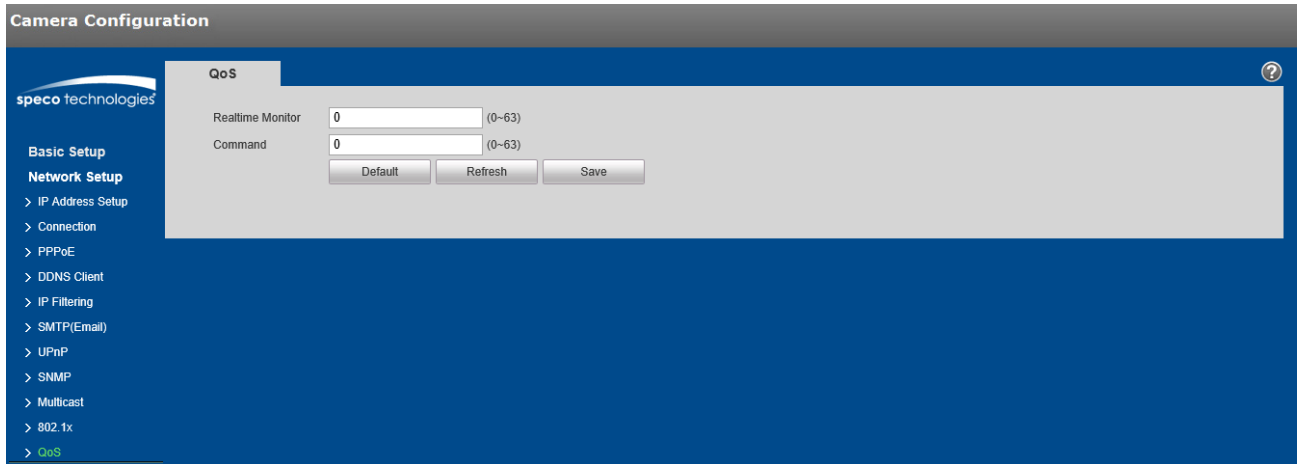 Camera Configuration
QoS
?
speco technologies
Realtime Monitor 0 (0~63)
Command 0 (0~63)
Default Refresh Save
Basic Setup
Network Setup
> IP Address Setup
> Connection
> PPPoE
> DDNS Client
> IP Filtering
> SMTP(Email)
> UPnP
> SNMP
> Multicast
> 802.1x
> QoS